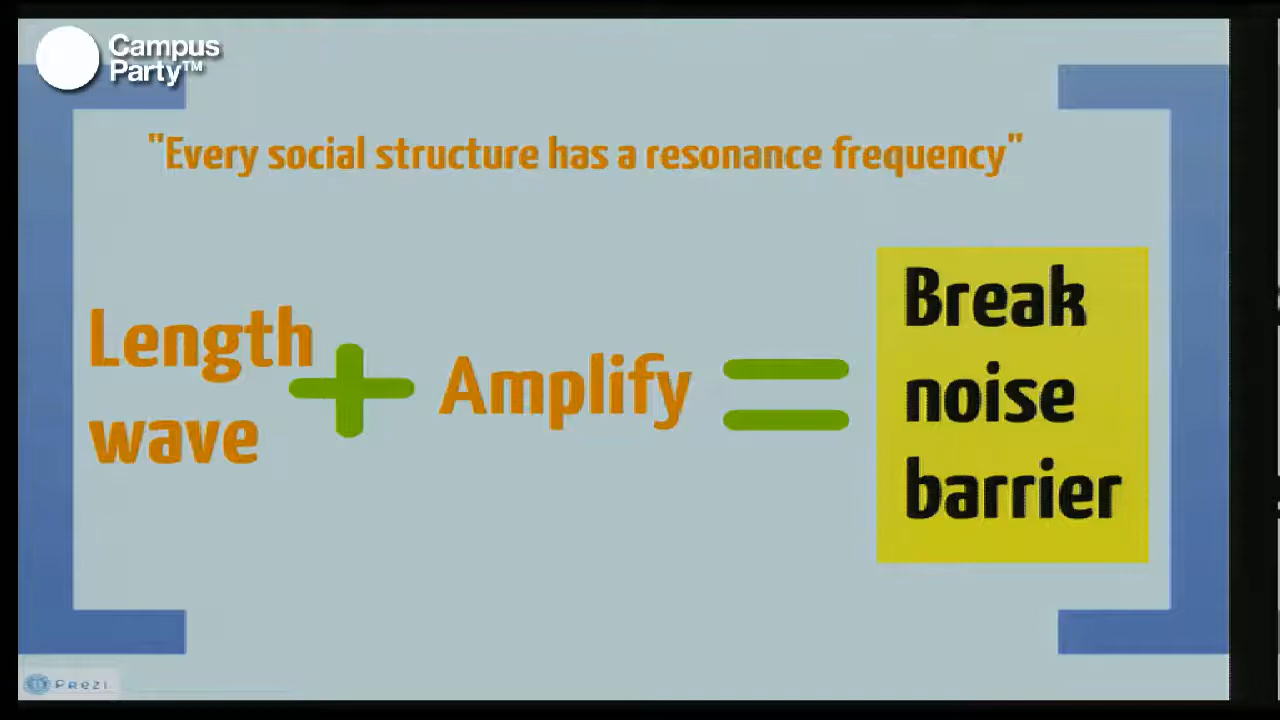 Campus
Party™
"Every social structure has a resonance frequency"
Length
wave
+
Amplify
=
Break
noise
barrier
Prezi